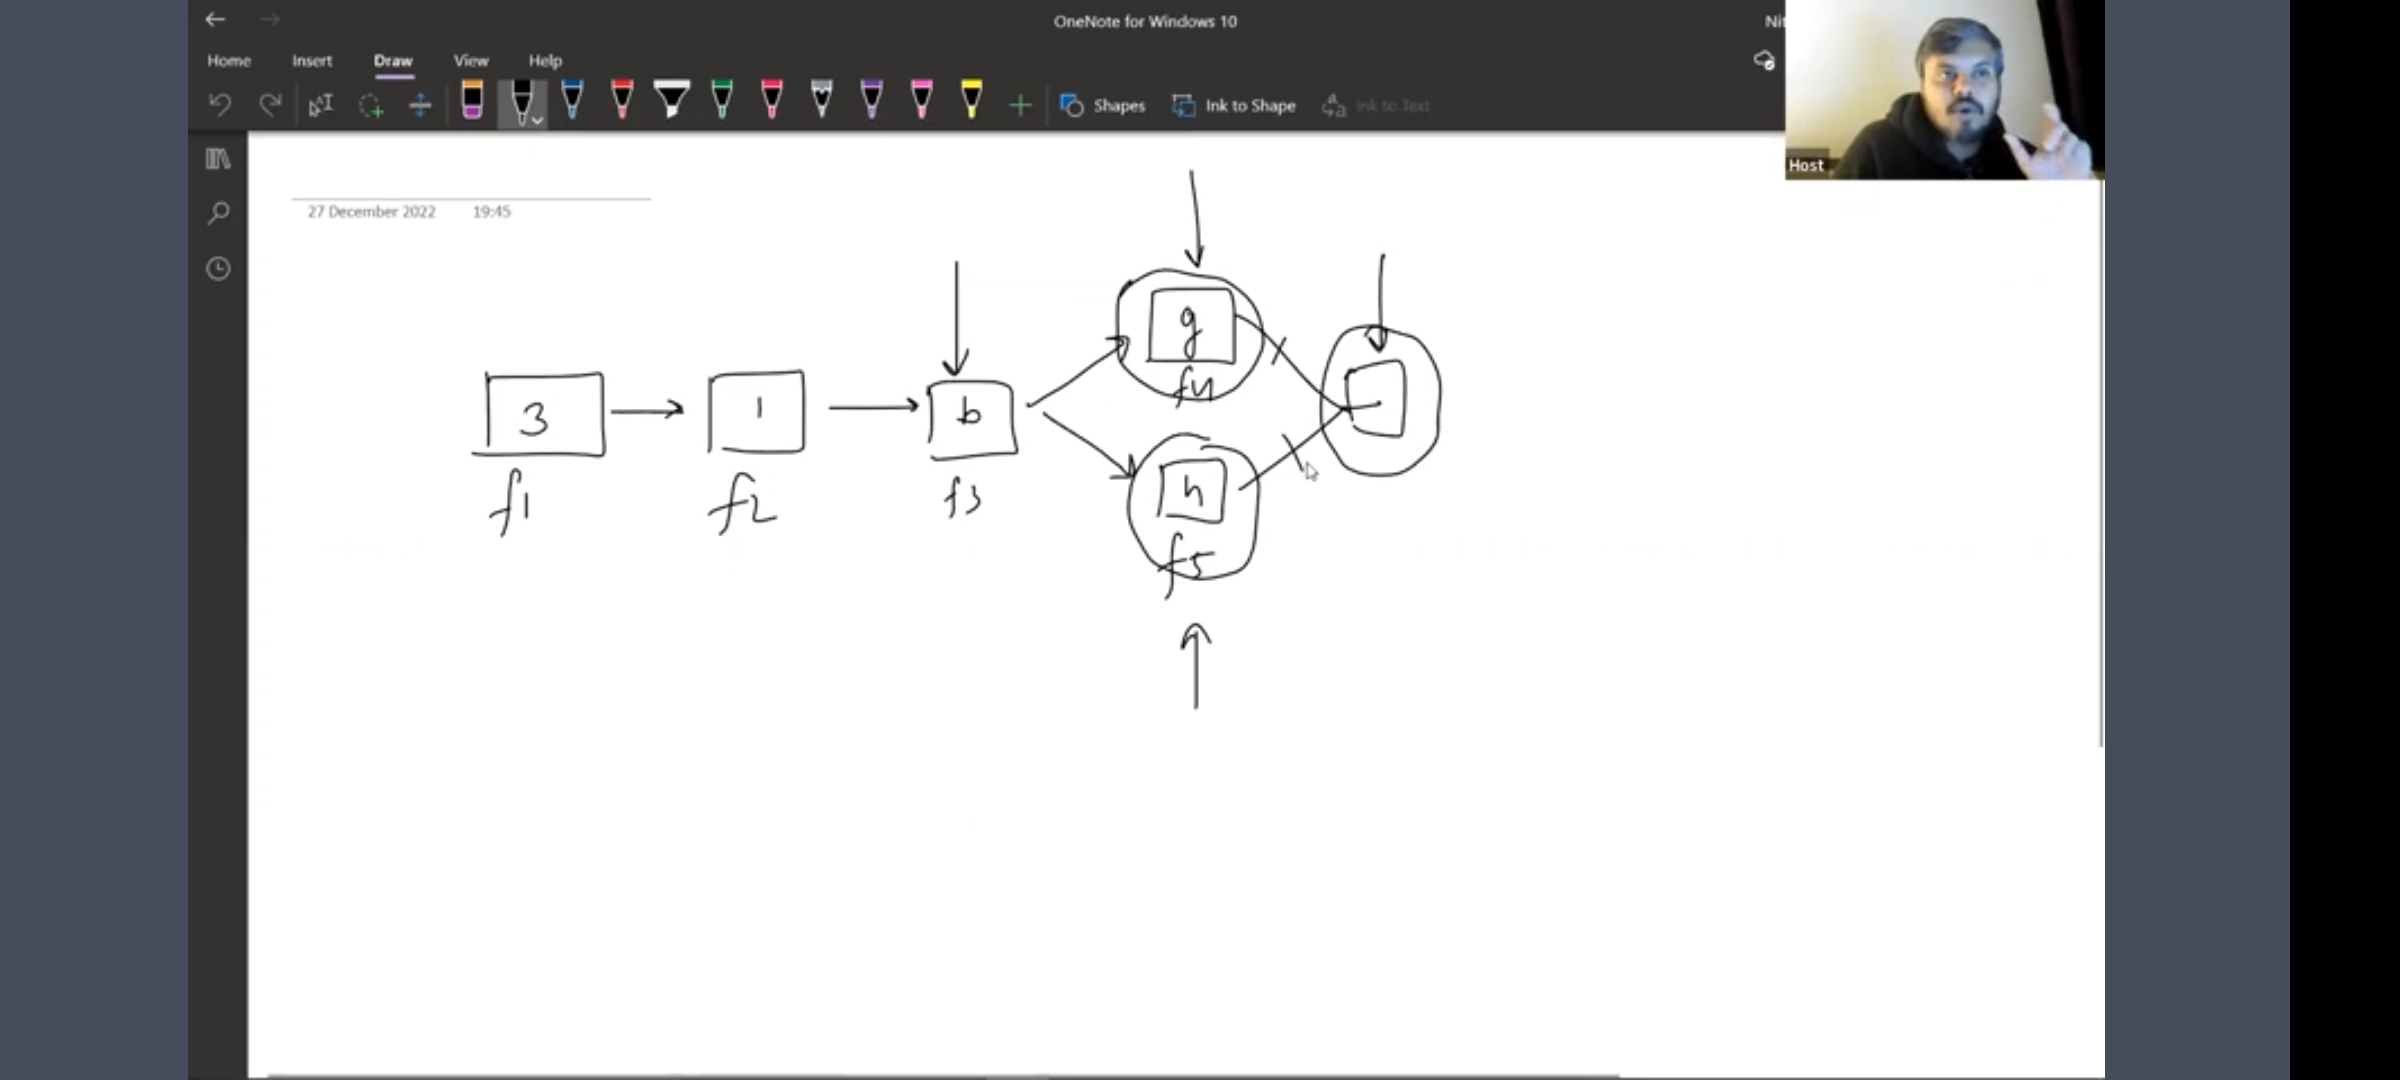 OneNote for Windows 10
Nit
Home Insert Draw View Help
Shapes Ink to Shape Ink to Text
Host
27 December 2022 19:45
g
f4
3 1 b
h
f1 f2 f3
f5